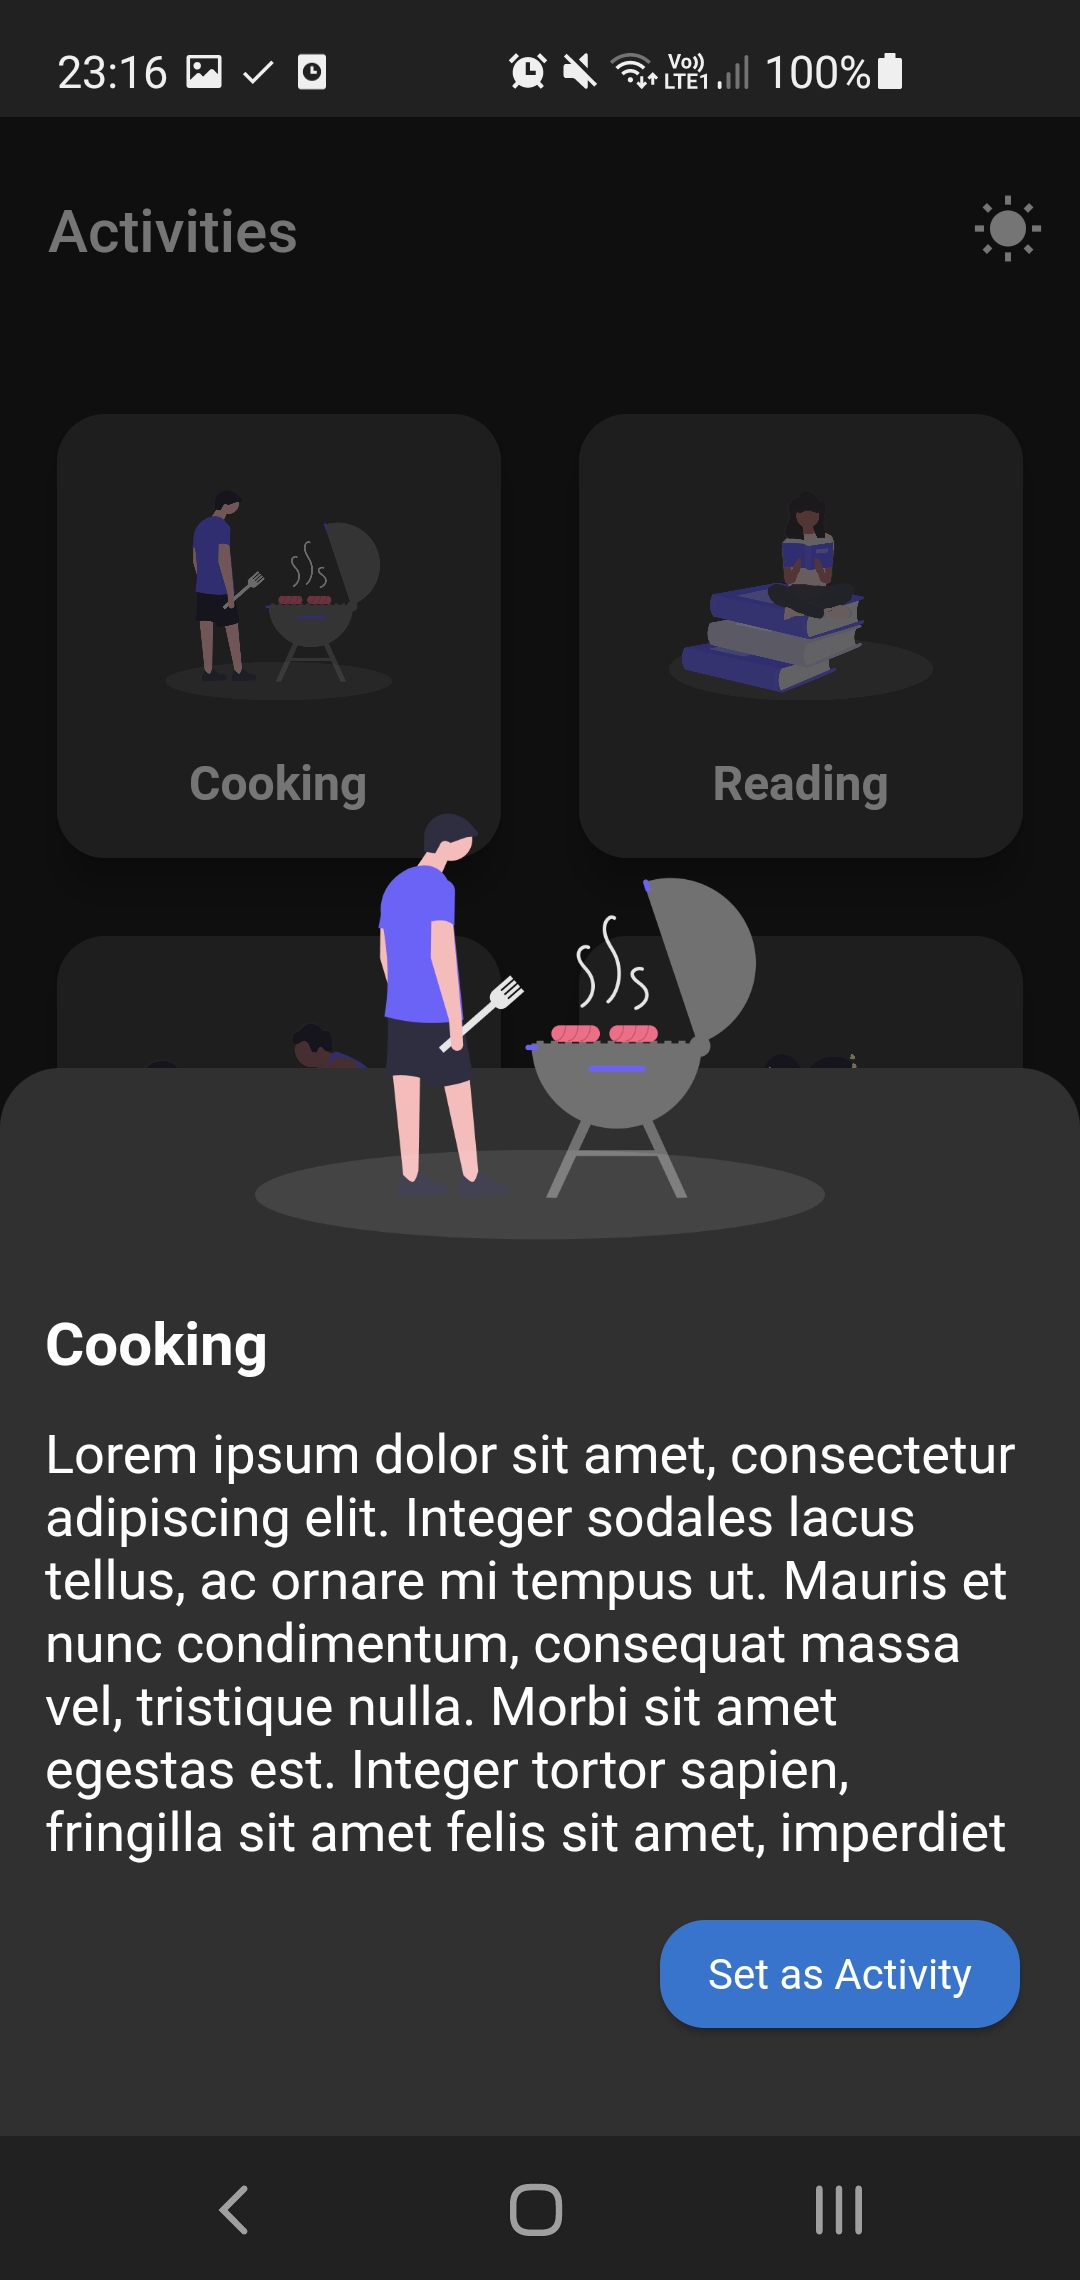 23:16
Vo))
LTE1
100%
Activities
Cooking
Reading
Cooking
Lorem ipsum dolor sit amet, consectetur
adipiscing elit. Integer sodales lacus
tellus, ac ornare mi tempus ut. Mauris et
nunc condimentum, consequat massa
vel, tristique nulla. Morbi sit amet
egestas est. Integer tortor sapien,
fringilla sit amet felis sit amet, imperdiet
Set as Activity